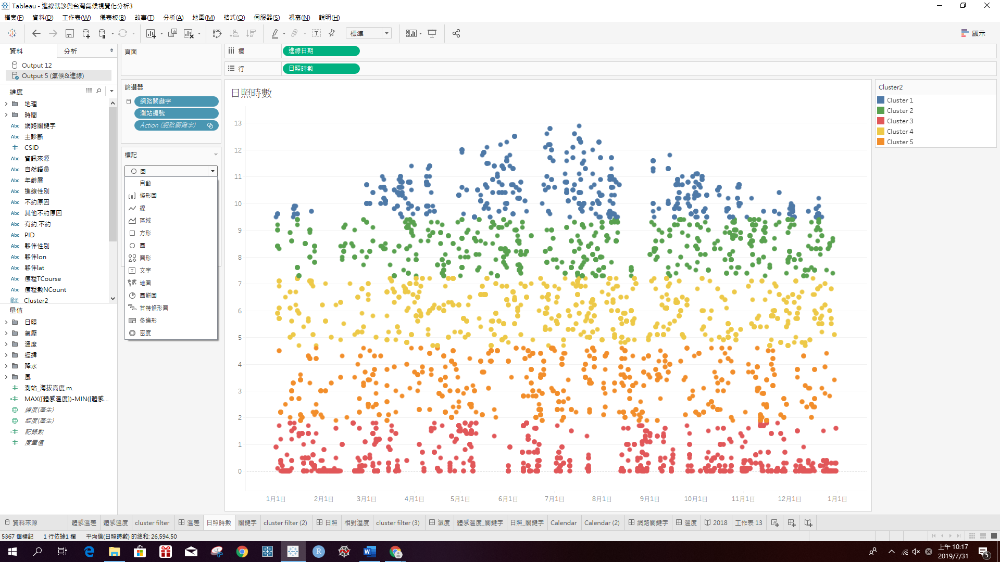 Tableau - 進線就診與台灣氣候視覺化分析3
檔案(F) 資料(D) 工作表(W) 儀表板(B) 故事(T) 分析(A) 地圖(M) 格式(O) 伺服器(S) 視窗(N) 說明(H)
標準
顯示
資料 分析
Output 12
Output 5 (氣候&進線)
維度
地理
時間
Abc 網路關鍵字
Abc 主診斷
CSID
Abc 資訊來源
Abc 自然語彙
Abc 年齡層
Abc 進線性別
Abc 不約原因
Abc 其他不約原因
Abc 有約.不約
Abc PID
Abc 夥伴性別
Abc 夥伴lon
Abc 夥伴lat
Abc 療程TCourse
Abc 療程數NCount
Cluster2
量值
日照
氣壓
溫度
經緯
降水
風
測站_海拔高度.m.
MAX([體感溫度])-MIN([體感...
緯度(產生)
經度(產生)
記錄數
度量值
頁面
篩選器
網路關鍵字
測站編號
Action (網路關鍵字)
標記
圓
自動
條形圖
線
區域
方形
圓
圖形
文字
地圖
圓餅圖
甘特條形圖
多邊形
密度
欄 進線日期
行 日照時數
日照時數
13
12
11
10
9
8
7
6
5
4
3
2
1
0
1月1日 2月1日 3月1日 4月1日 5月1日 6月1日 7月1日 8月1日 9月1日 10月1日 11月1日 12月1日 1月1日
Cluster2
Cluster 1
Cluster 2
Cluster 3
Cluster 4
Cluster 5
資料來源 體感溫差 體感溫度 cluster filter 溫差 日照時數 關鍵字 cluster filter (2) 日照 相對溼度 cluster filter (3) 濕度 體感溫度_關鍵字 日照_關鍵字 Calendar Calendar (2) 網路關鍵字 溫度 2018 工作表 13
5367 個標記 1 行依據1 欄 平均值(日照時數) 的總和: 26,594.50
上午 10:17
2019/7/31
5